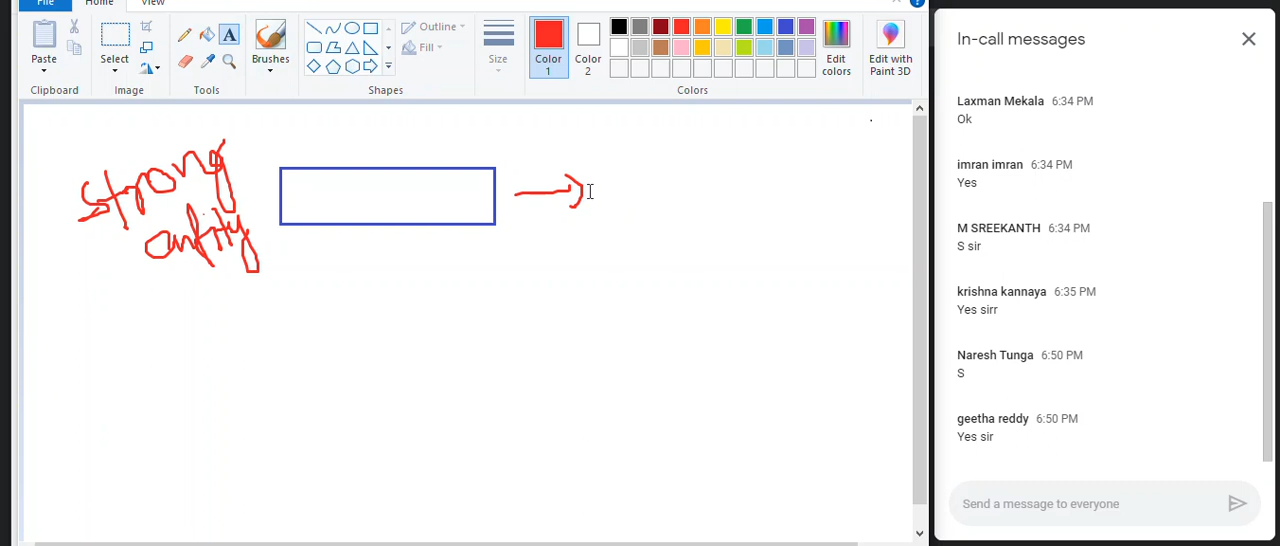 File
Home
View
Paste
Select
A
Brushes
Outline
Fill
Size
Color
1
Color
2
Edit
colors
Edit with
Paint 3D
Clipboard
Image
Tools
Shapes
Colors
strong
entity
In-call messages
Laxman Mekala 6:34 PM
Ok
imran imran 6:34 PM
Yes
M SREEKANTH 6:34 PM
S sir
krishna kannaya 6:35 PM
Yes sirr
Naresh Tunga 6:50 PM
S
geetha reddy 6:50 PM
Yes sir
Send a message to everyone